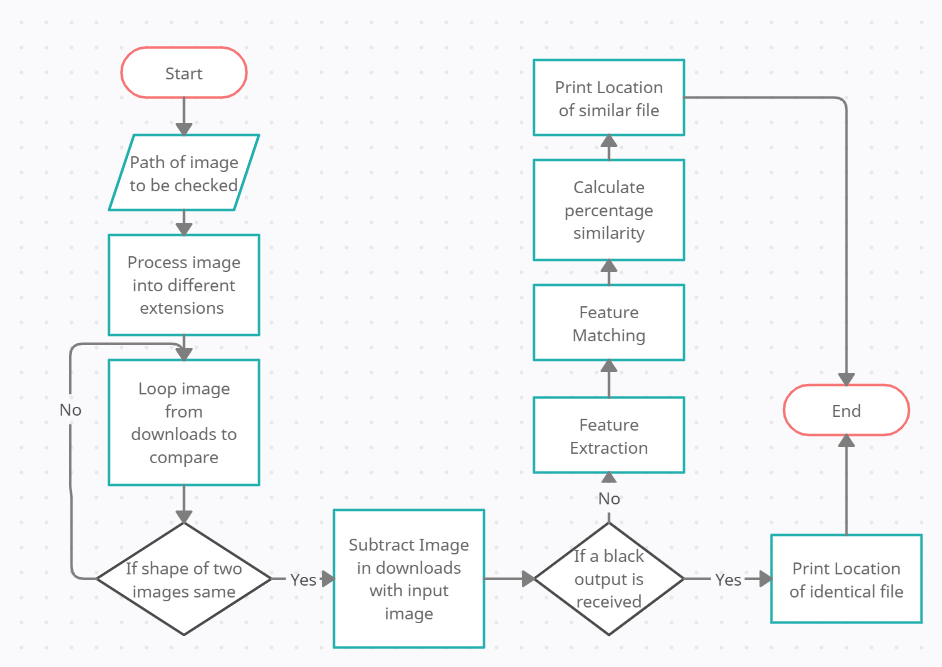 Start
Path of image
to be checked
Process image
into different
extensions
Loop image
from
downloads to
compare
No
If shape of two
images same
Yes
Subtract Image
in downloads
with input
image
If a black
output is
received
No
Feature
Extraction
Feature
Matching
Calculate
percentage
similarity
Print Location
of similar file
Yes
Print Location
of identical file
End